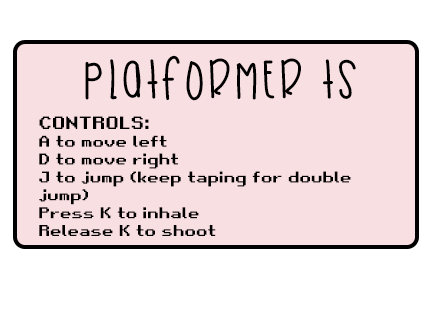 PlatFORMER ts
CONTROLS:
A to move left
D to move right
J to jump (keep taping for double
jump)
Press K to inhale
Release K to shoot